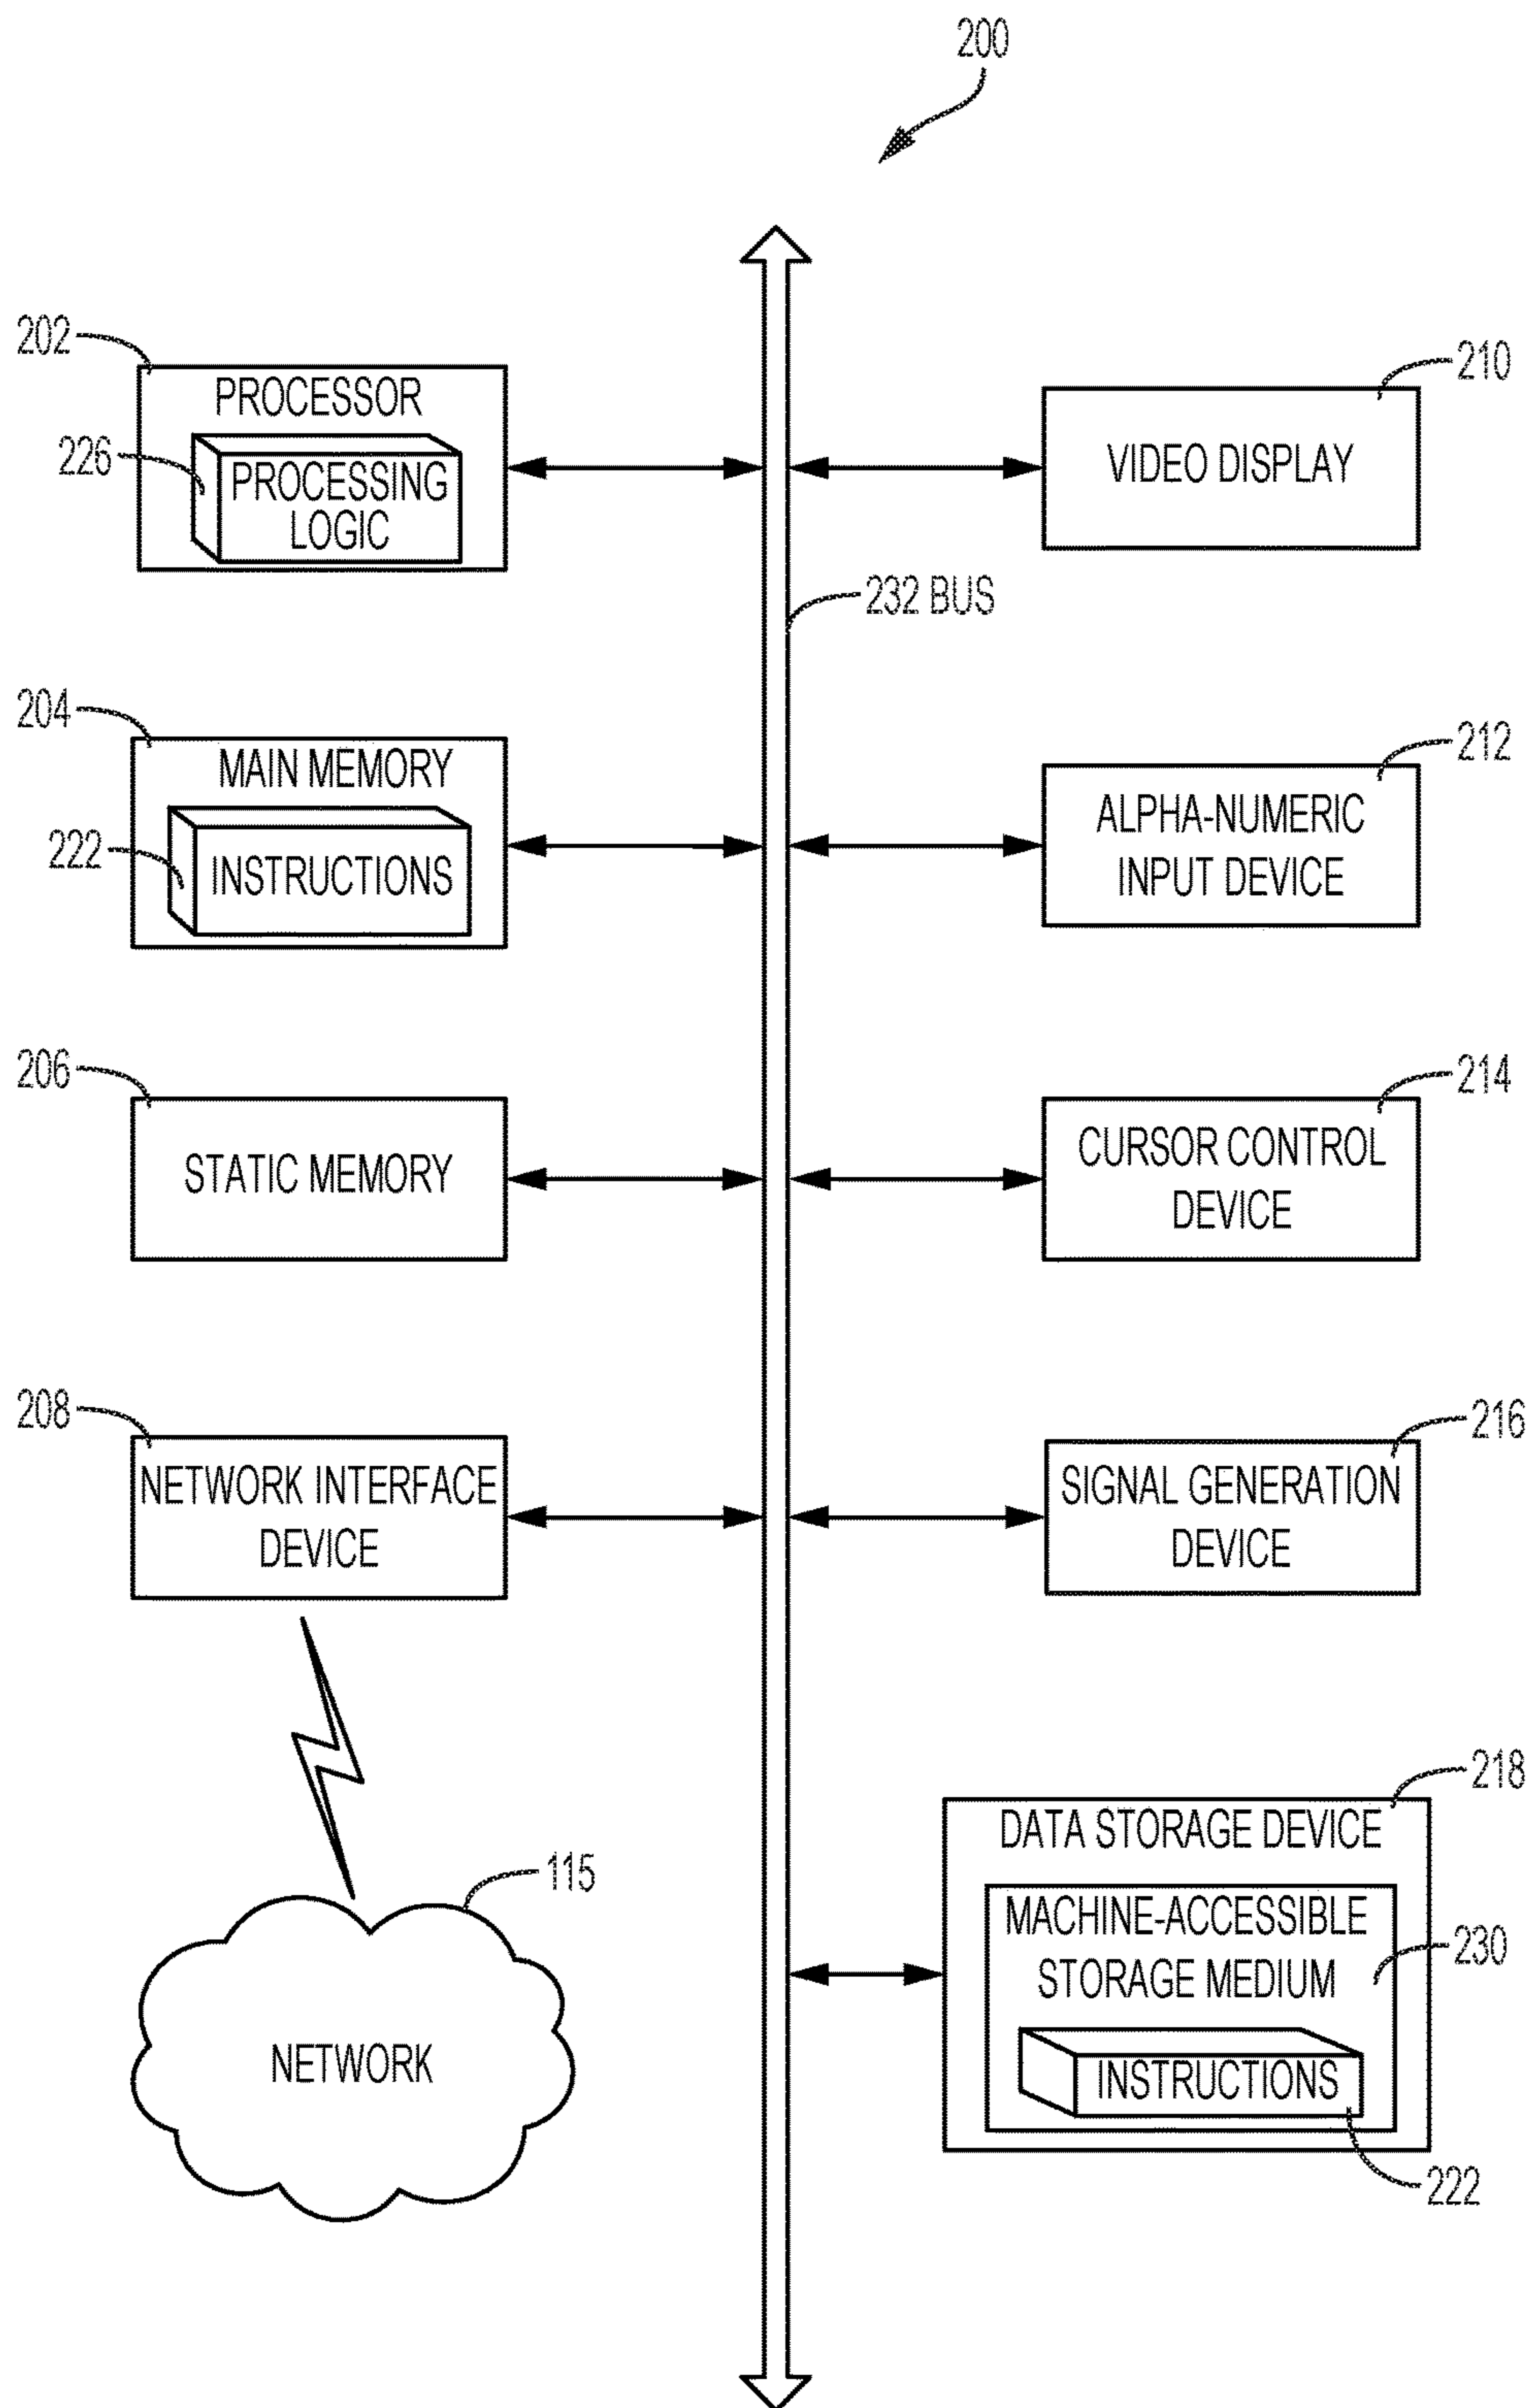 200
202
PROCESSOR
226
PROCESSING
LOGIC
210
VIDEO DISPLAY
232 BUS
204
MAIN MEMORY
222
INSTRUCTIONS
212
ALPHA-NUMERIC
INPUT DEVICE
206
STATIC MEMORY
214
CURSOR CONTROL
DEVICE
208
NETWORK INTERFACE
DEVICE
216
SIGNAL GENERATION
DEVICE
115
NETWORK
218
DATA STORAGE DEVICE
MACHINE-ACCESSIBLE
STORAGE MEDIUM
230
INSTRUCTIONS
222